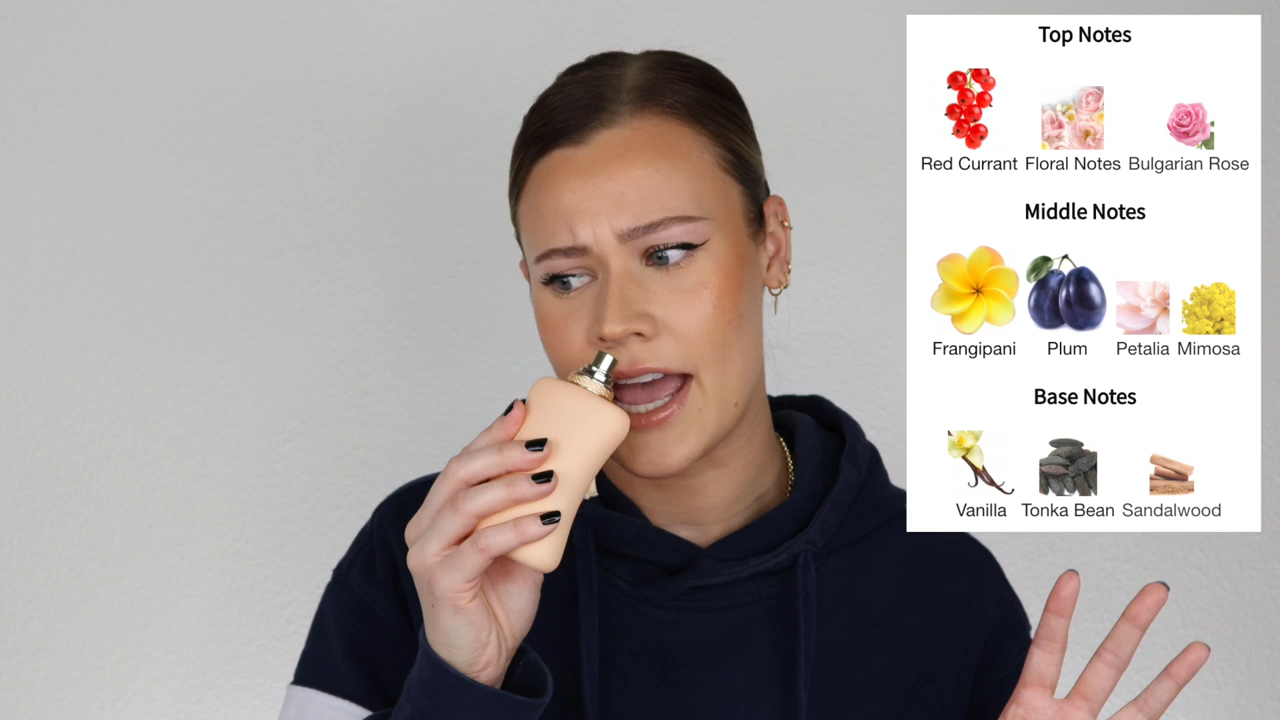 Top Notes
Red Currant Floral Notes Bulgarian Rose
Middle Notes
Frangipani Plum Petalia Mimosa
Base Notes
Vanilla Tonka Bean Sandalwood